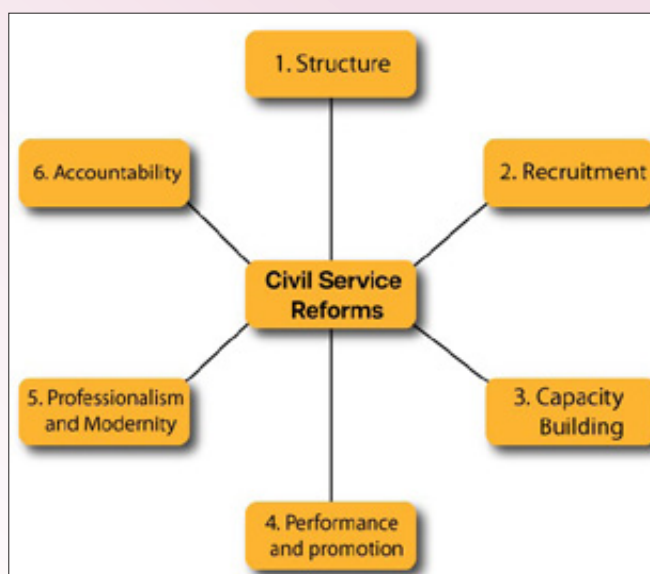 1. Structure
2. Recruitment
3. Capacity
Building
4. Performance
and promotion
5. Professionalism
and Modernity
6. Accountability
Civil Service
Reforms